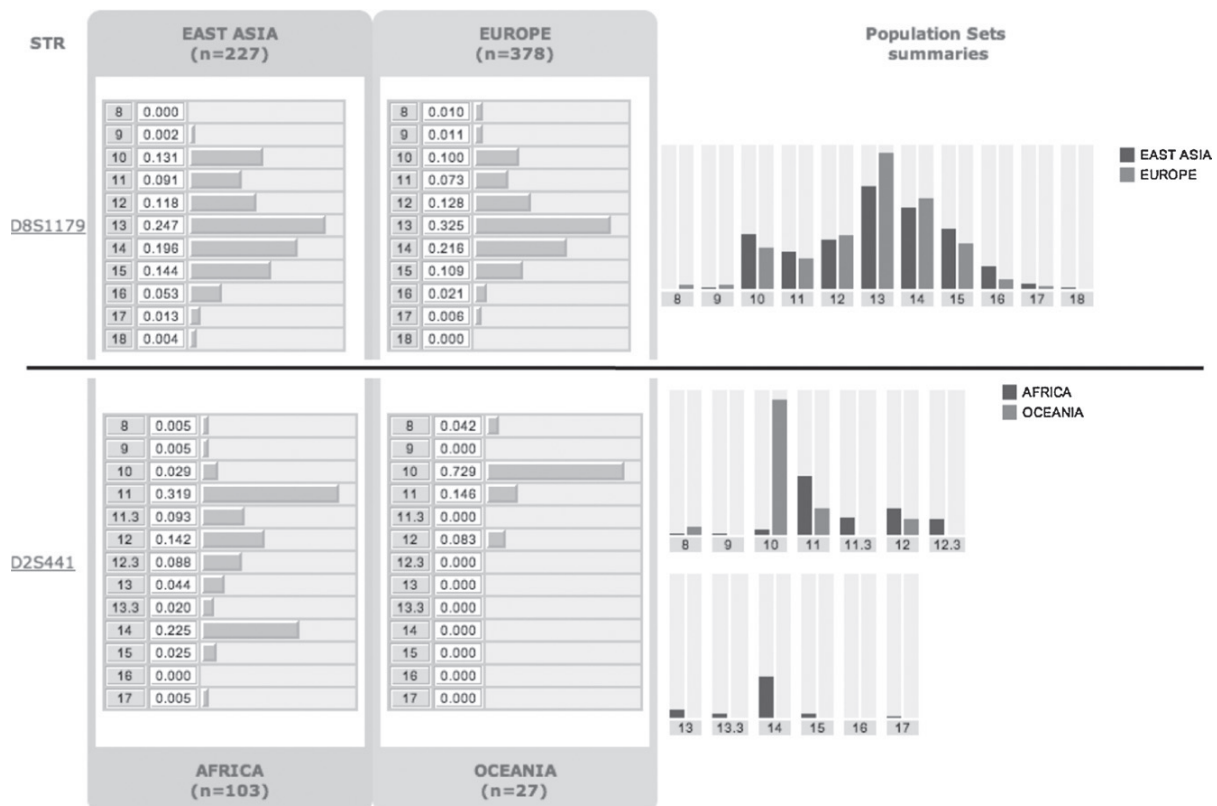 STR
EAST ASIA
(n=227)
EUROPE
(n=378)
Population Sets
summaries
D8S1179
8 0.000
9 0.002
10 0.131
11 0.091
12 0.118
13 0.247
14 0.196
15 0.144
16 0.053
17 0.013
18 0.004
8 0.010
9 0.011
10 0.100
11 0.073
12 0.128
13 0.325
14 0.216
15 0.109
16 0.021
17 0.006
18 0.000
8 9 10 11 12 13 14 15 16 17 18
EAST ASIA
EUROPE
D2S441
8 0.005
9 0.005
10 0.029
11 0.319
11.3 0.093
12 0.142
12.3 0.088
13 0.044
13.3 0.020
14 0.225
15 0.025
16 0.000
17 0.005
8 0.042
9 0.000
10 0.729
11 0.146
11.3 0.000
12 0.083
12.3 0.000
13 0.000
13.3 0.000
14 0.000
15 0.000
16 0.000
17 0.000
AFRICA
OCEANIA
8 9 10 11 11.3 12 12.3
13 13.3 14 15 16 17
AFRICA
(n=103)
OCEANIA
(n=27)